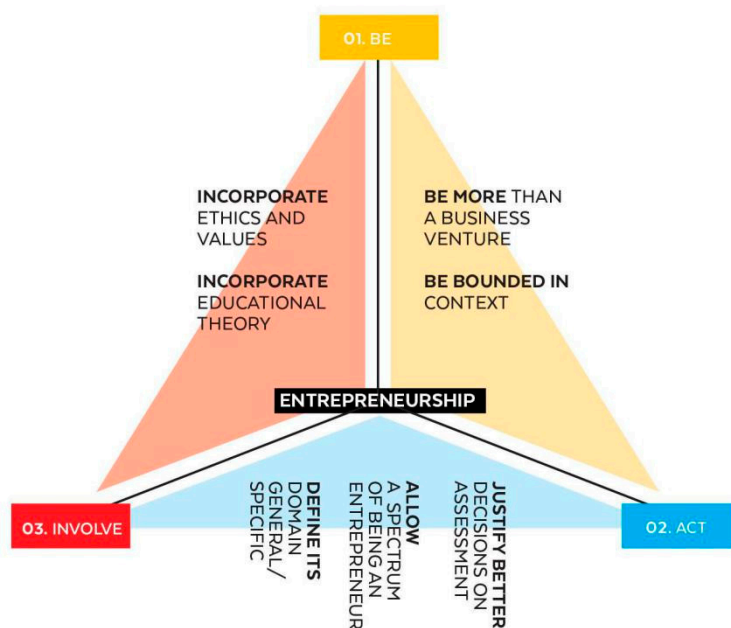 01. BE
INCORPORATE
ETHICS AND
VALUES
INCORPORATE
EDUCATIONAL
THEORY
BE MORE THAN
A BUSINESS
VENTURE
BE BOUNDED IN
CONTEXT
ENTREPRENEURSHIP
03. INVOLVE
DEFINE ITS
DOMAIN
GENERAL/
SPECIFIC
ALLOW
A SPECTRUM
OF BEING AN
ENTREPRENEUR
JUSTIFY BETTER
DECISIONS ON
ASSESSMENT
02. ACT